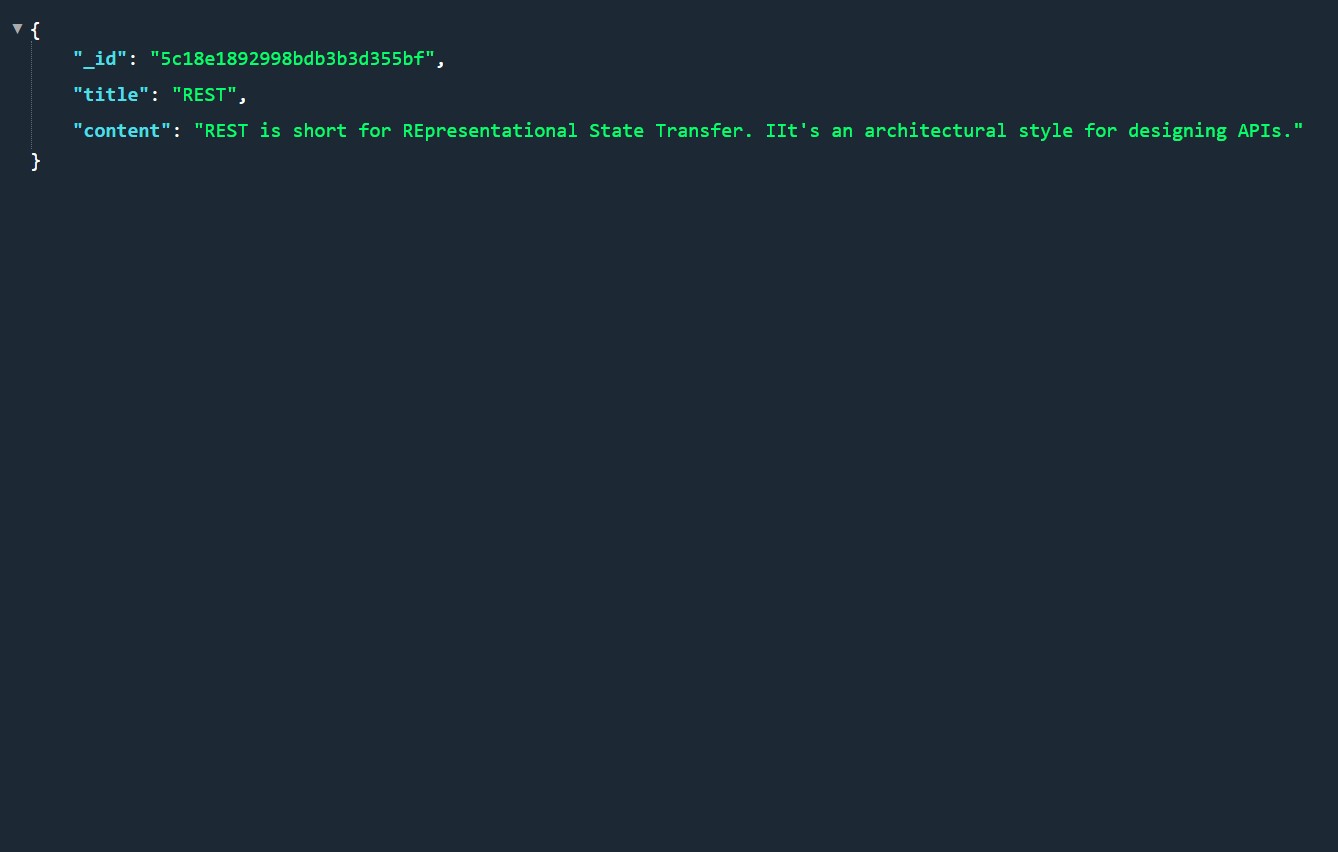 {
"_id": "5c18e1892998bdb3b3d355bf",
"title": "REST",
"content": "REST is short for REpresentational State Transfer. IIt's an architectural style for designing APIs."
}